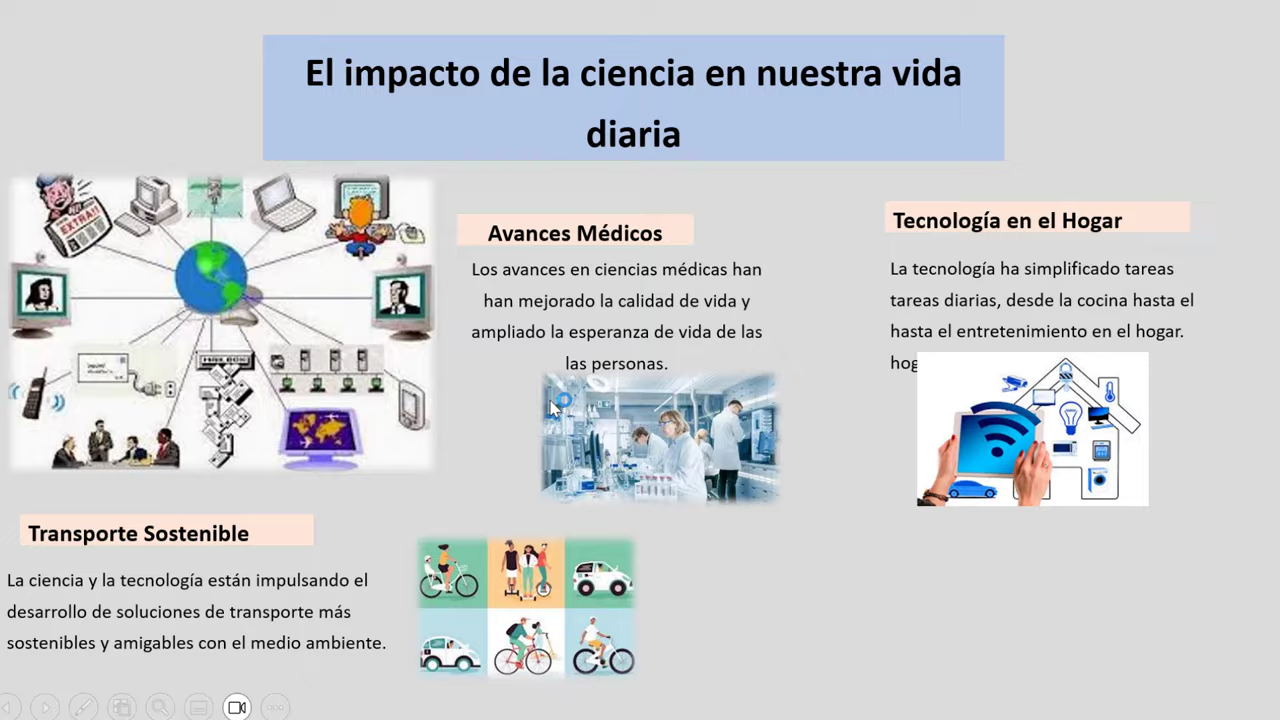 El impacto de la ciencia en nuestra vida
diaria
EXTRA!!
MAILBOX
Avances Médicos
Los avances en ciencias médicas han
han mejorado la calidad de vida y
ampliado la esperanza de vida de las
las personas.
Tecnología en el Hogar
La tecnología ha simplificado tareas
tareas diarias, desde la cocina hasta el
hasta el entretenimiento en el hogar.
hog
Transporte Sostenible
La ciencia y la tecnología están impulsando el
desarrollo de soluciones de transporte más
sostenibles y amigables con el medio ambiente.